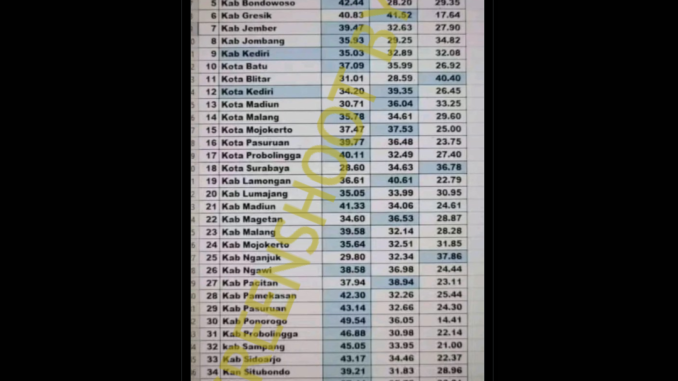 5 Kab Bondowoso 42.44 28.20 29.35
6 Kab Gresik 40.83 41.52 17.64
7 Kab Jember 39.47 32.63 27.90
8 Kab Jombang 35.93 29.25 34.82
9 Kab Kediri 35.03 32.89 32.08
10 Kota Batu 37.09 35.99 26.92
11 Kota Blitar 31.01 28.59 40.40
12 Kota Kediri 34.20 39.35 26.45
13 Kota Madiun 30.71 36.04 33.25
14 Kota Malang 35.78 34.61 29.60
15 Kota Mojokerto 37.47 37.53 25.00
16 Kota Pasuruan 39.77 36.48 23.75
17 Kota Probolingga 40.11 32.49 27.40
18 Kota Surabaya 28.60 34.63 36.78
19 Kab Lamongan 36.61 40.61 22.79
20 Kab Lumajang 35.05 33.99 30.95
21 Kab Madiun 41.33 34.06 24.61
22 Kab Magetan 34.60 36.53 28.87
23 Kab Malang 39.58 32.14 28.28
24 Kab Mojokerto 35.64 32.51 31.85
25 Kab Nganjuk 29.80 32.34 37.86
26 Kab Ngawi 38.58 36.98 24.44
27 Kab Pacitan 37.94 38.94 23.11
28 Kab Pamekasan 42.30 32.26 25.44
29 Kab Pasuruan 43.14 32.66 24.30
30 Kab Ponorogo 49.54 36.05 14.41
31 Kab Probolingga 46.88 30.98 22.14
32 kab Sampang 45.05 33.95 21.00
33 Kab Sidoarjo 43.17 34.46 22.37
34 Kan Situbondo 39.21 31.83 28.96
EENSHOOT BY